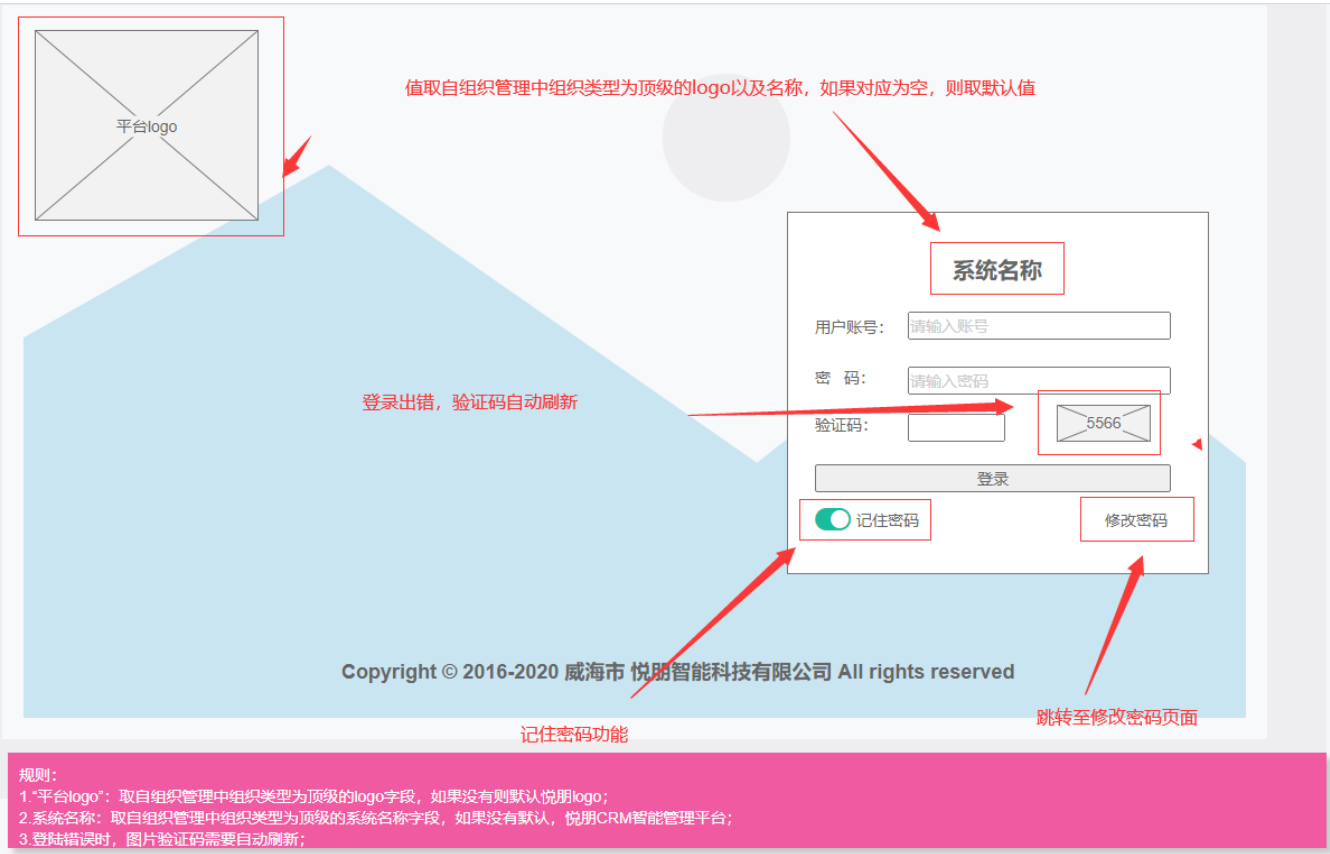 值取自组织管理中组织类型为顶级的logo以及名称，如果对应为空，则取默认值
平台logo
系统名称
用户账号：
请输入账号
密 码：
请输入密码
登录出错，验证码自动刷新
验证码：
5566
登录
记住密码
修改密码
Copyright © 2016-2020 威海市 悦朋智能科技有限公司 All rights reserved
跳转至修改密码页面
记住密码功能
规则：
1.“平台logo”：取自组织管理中组织类型为顶级的logo字段，如果没有则默认悦朋logo；
2.系统名称：取自组织管理中组织类型为顶级的系统名称字段，如果没有默认，悦朋CRM智能管理平台；
3.登陆错误时，图片验证码需要自动刷新；